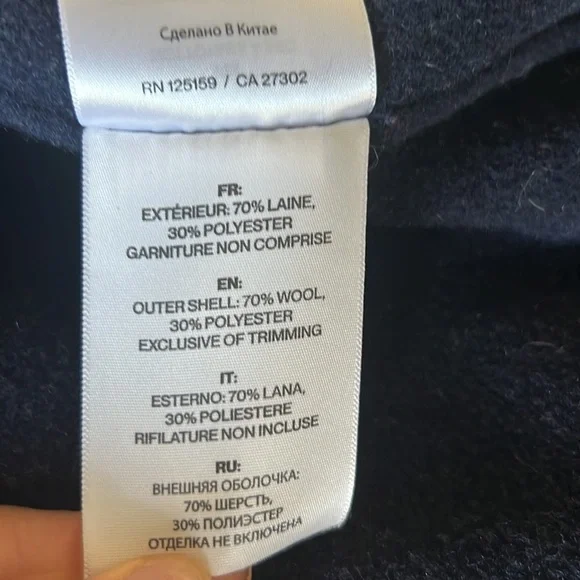 Сделано В Китае
RN 125159 / CA 27302
FR:
EXTÉRIEUR: 70% LAINE,
30% POLYESTER
GARNITURE NON COMPRISE
EN:
OUTER SHELL: 70% WOOL,
30% POLYESTER
EXCLUSIVE OF TRIMMING
IT:
ESTERNO: 70% LANA,
30% POLIESTERE
RIFILATURE NON INCLUSE
RU:
ВНЕШНЯЯ ОБОЛОЧКА:
70% ШЕРСТЬ,
30% ПОЛИЭСТЕР
ОТДЕЛКА НЕ ВКЛЮЧЕНА